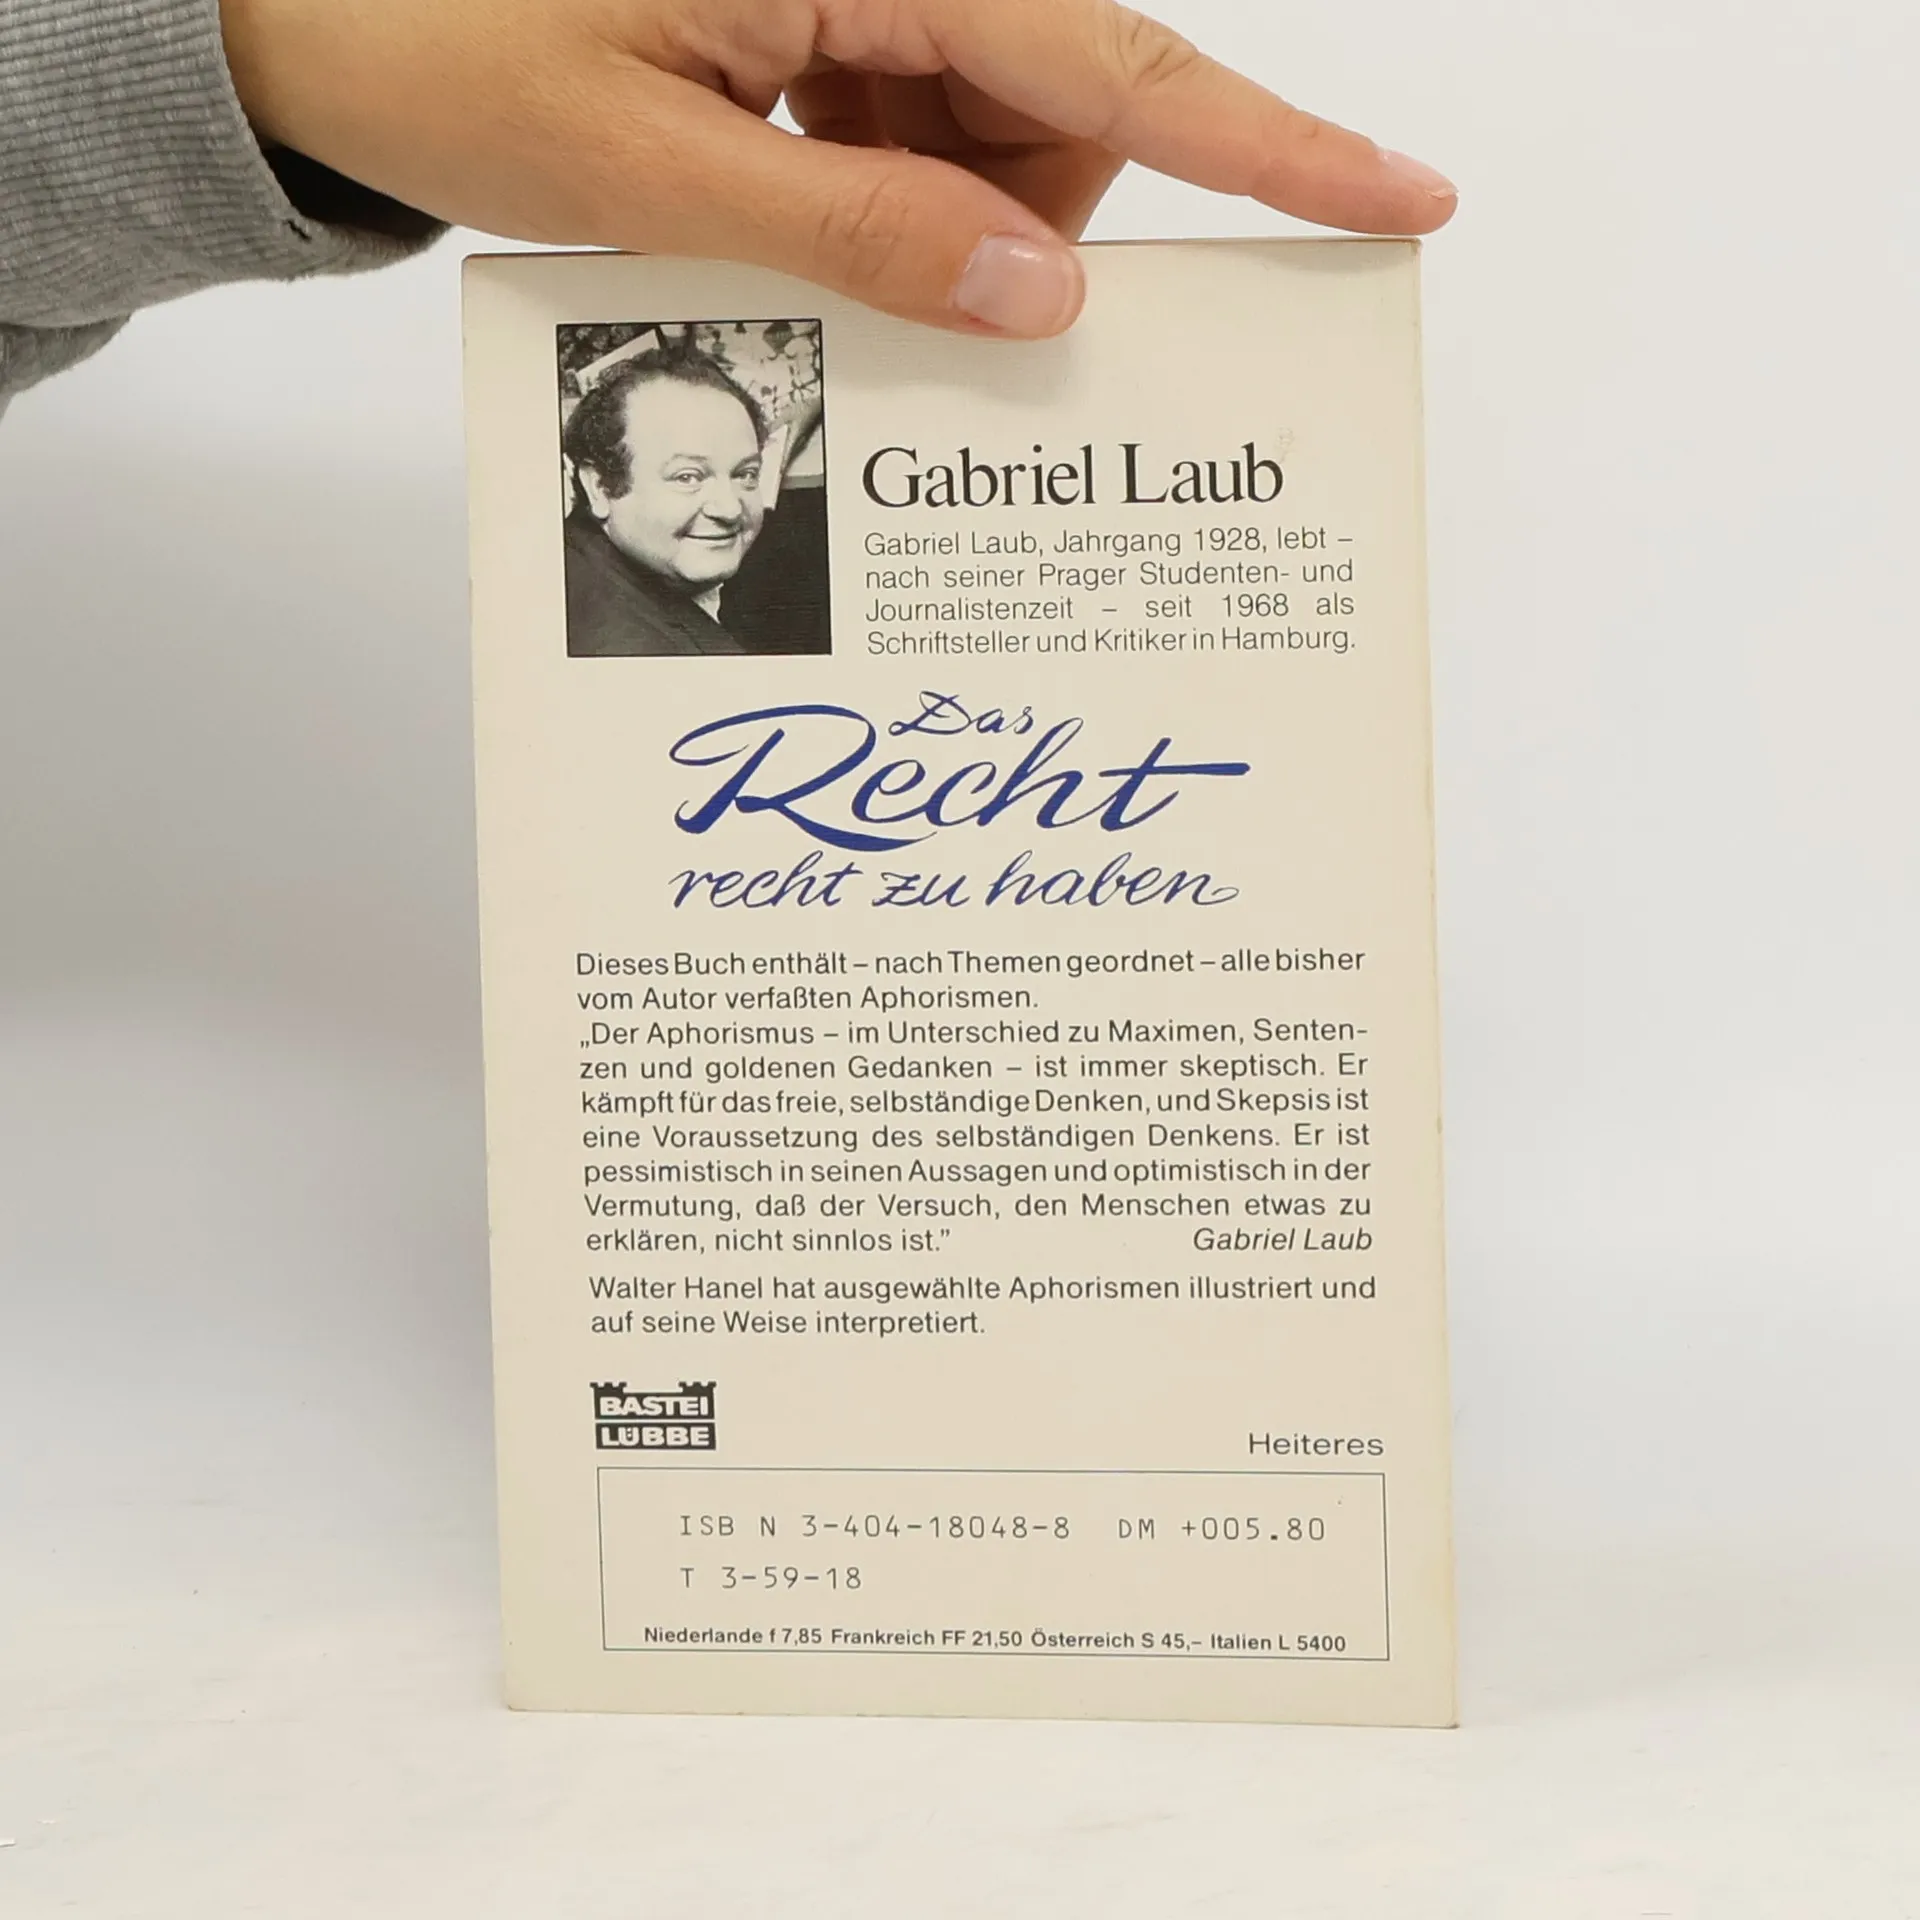 Gabriel Laub
Gabriel Laub, Jahrgang 1928, lebt –
nach seiner Prager Studenten- und
Journalistenzeit – seit 1968 als
Schriftsteller und Kritiker in Hamburg.
Das
Recht
recht zu haben
Dieses Buch enthält – nach Themen geordnet – alle bisher
vom Autor verfaßten Aphorismen.
„Der Aphorismus – im Unterschied zu Maximen, Senten-
zen und goldenen Gedanken – ist immer skeptisch. Er
kämpft für das freie, selbständige Denken, und Skepsis ist
eine Voraussetzung des selbständigen Denkens. Er ist
pessimistisch in seinen Aussagen und optimistisch in der
Vermutung, daß der Versuch, den Menschen etwas zu
erklären, nicht sinnlos ist.” Gabriel Laub
Walter Hanel hat ausgewählte Aphorismen illustriert und
auf seine Weise interpretiert.
BASTEI
LÜBBE
Heiteres
ISB N 3-404-18048-8 DM +005.80
T 3-59-18
Niederlande f 7,85 Frankreich FF 21,50 Österreich S 45,– Italien L 5400